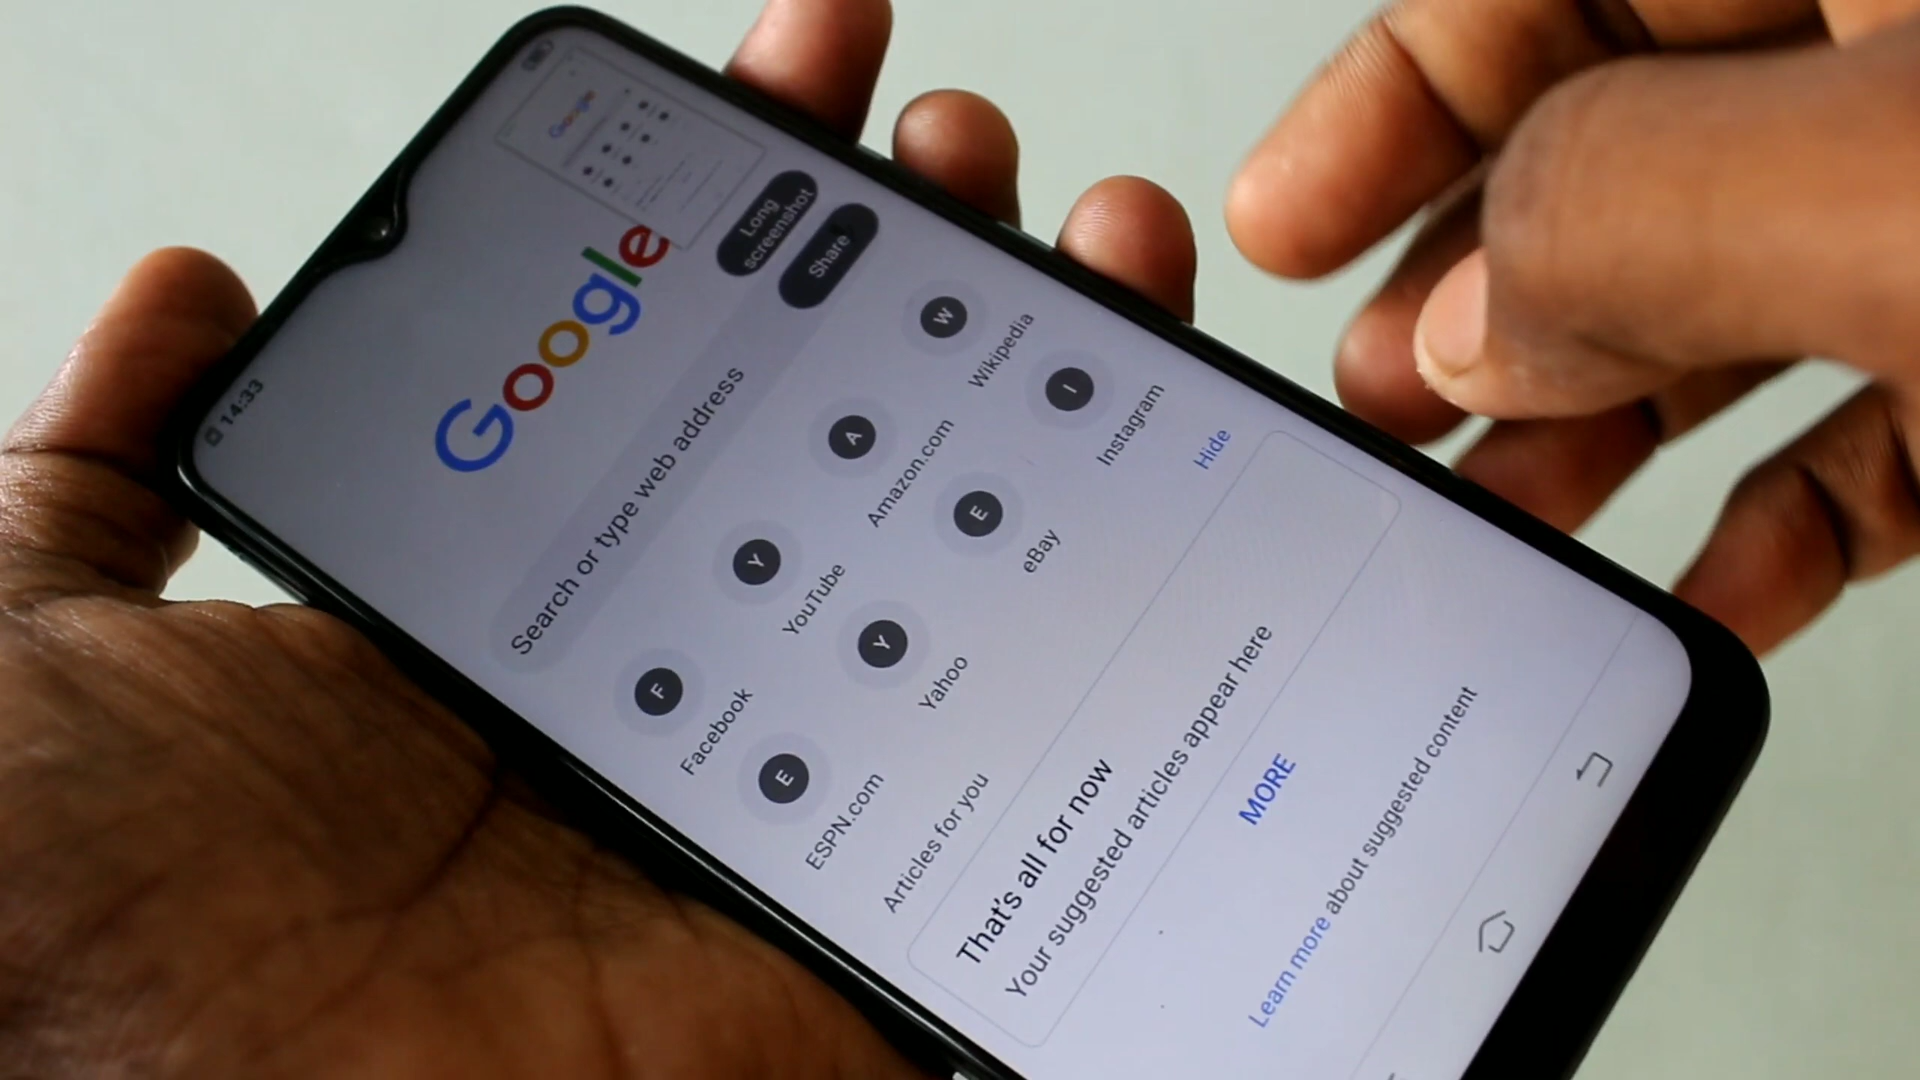 14:33
Google
Long
screenshot
Share
Search or type web address
F
Y
A
W
Facebook
YouTube
Amazon.com
Wikipedia
E
Y
E
I
ESPN.com
Yahoo
eBay
Instagram
Articles for you
Hide
That's all for now
Your suggested articles appear here
MORE
Learn more about suggested content